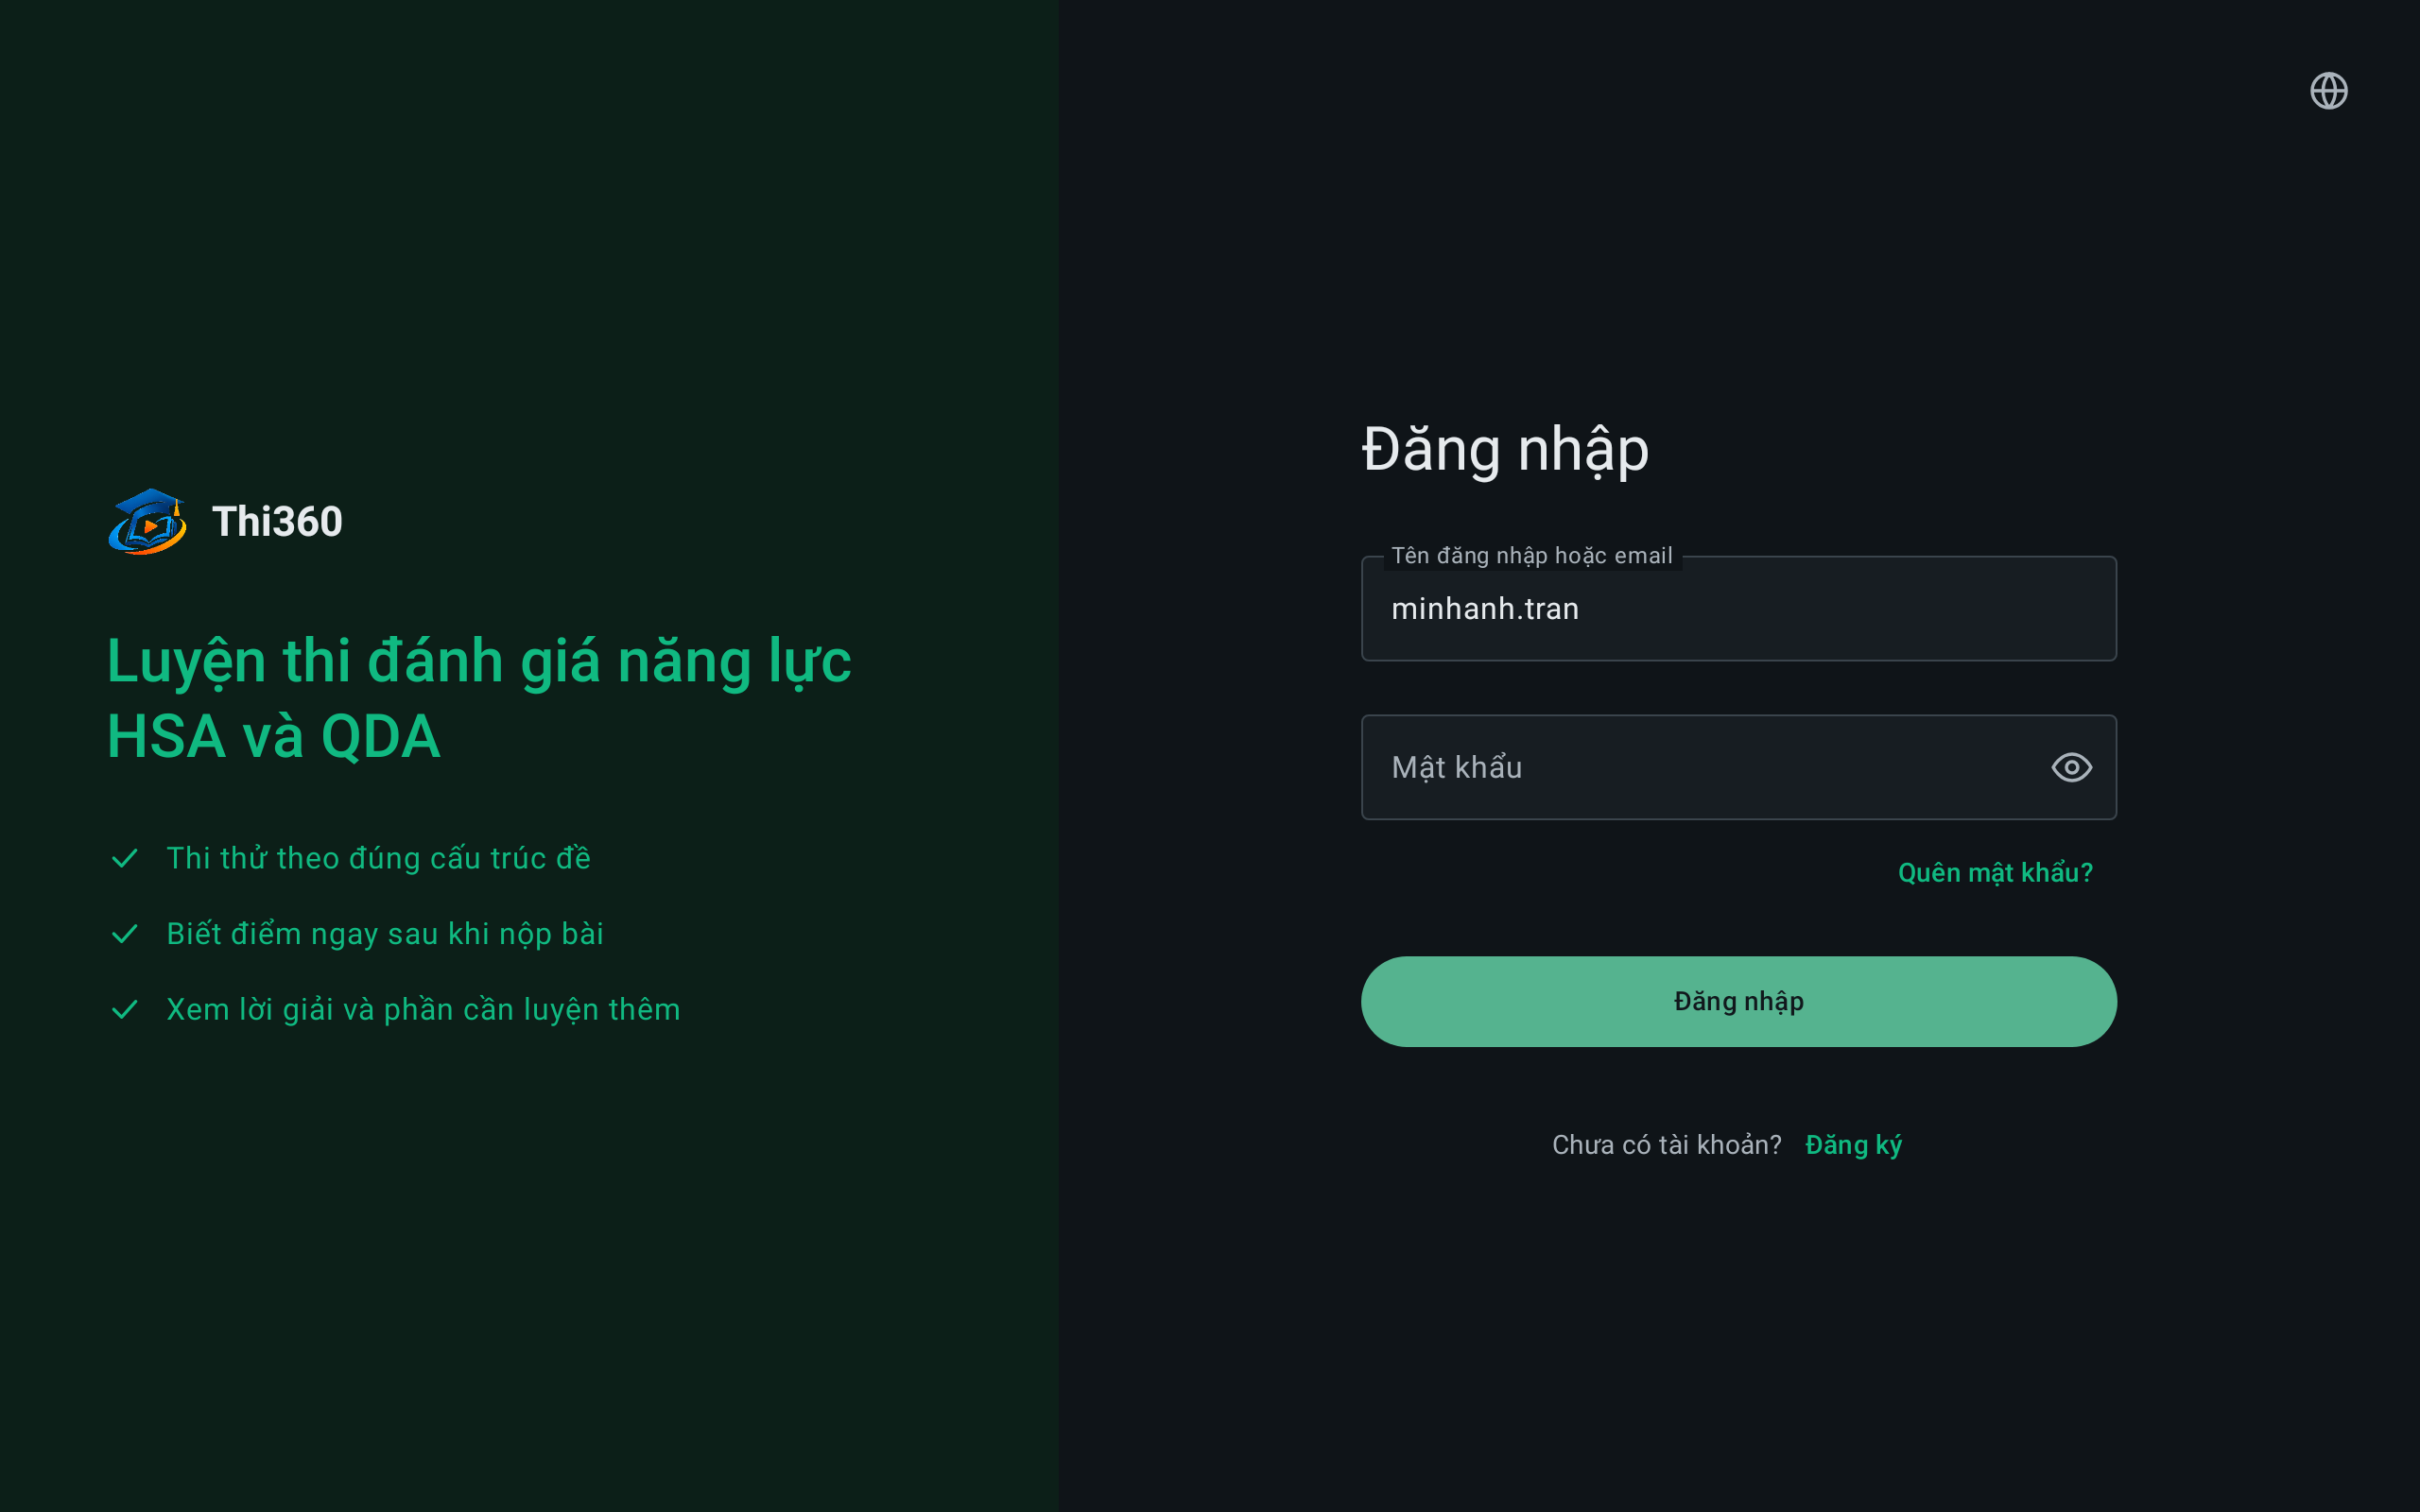 Thi360
Luyện thi đánh giá năng lực
HSA và QDA
Thi thử theo đúng cấu trúc đề
Biết điểm ngay sau khi nộp bài
Xem lời giải và phần cần luyện thêm
Đăng nhập
Tên đăng nhập hoặc email
minhanh.tran
Mật khẩu
Quên mật khẩu?
Đăng nhập
Chưa có tài khoản? Đăng ký